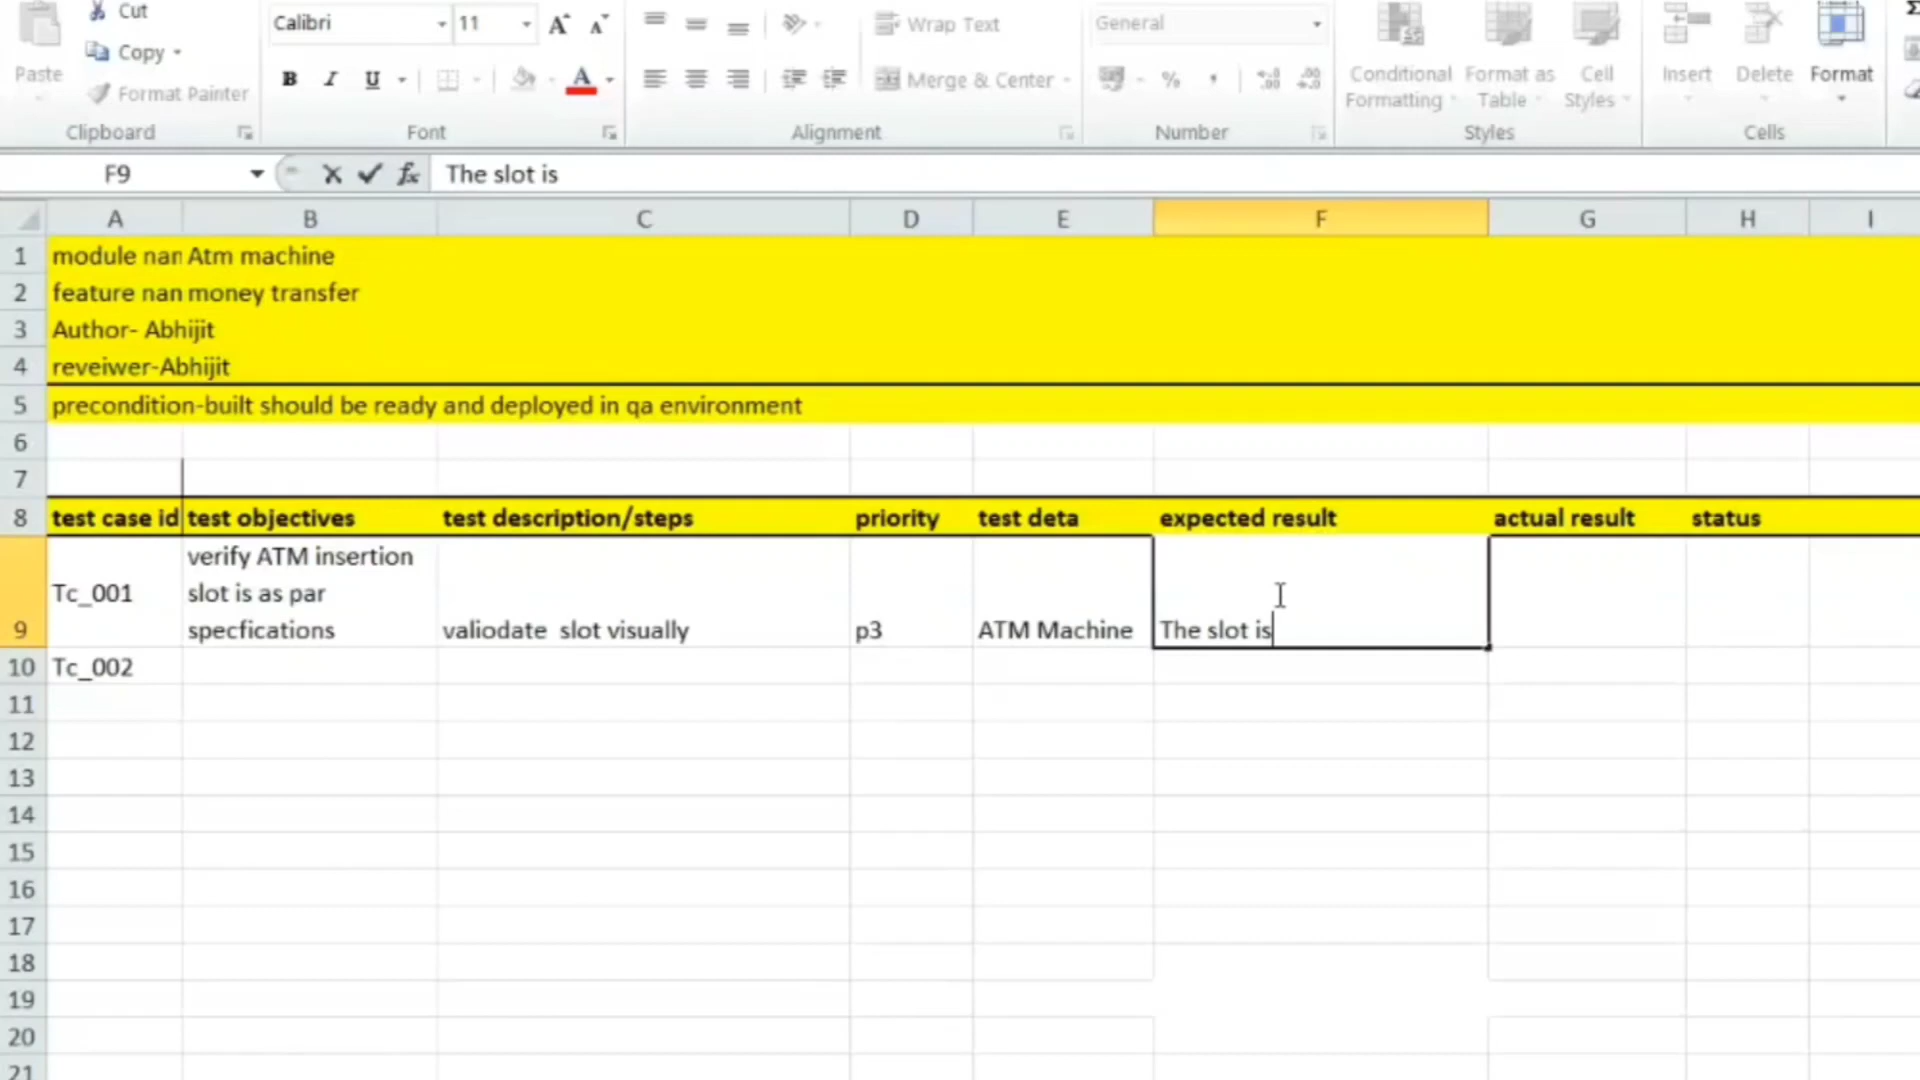 Cut
Calibri 11 A A Wrap Text General
Copy
Paste B I U A Merge & Center % , Conditional Format as Cell Insert Delete Format
Format Painter Formatting Table Styles
Clipboard Font Alignment Number Styles Cells
F9 fx The slot is
A B C D E F G H I
1 module nan Atm machine
2 feature nan money transfer
3 Author- Abhijit
4 reveiwer-Abhijit
5 precondition-built should be ready and deployed in qa environment
6
7
8 test case id test objectives test description/steps priority test deta expected result actual result status
verify ATM insertion
Tc_001 slot is as par
9 specfications valiodate slot visually p3 ATM Machine The slot is
10 Tc_002
11
12
13
14
15
16
17
18
19
20
21